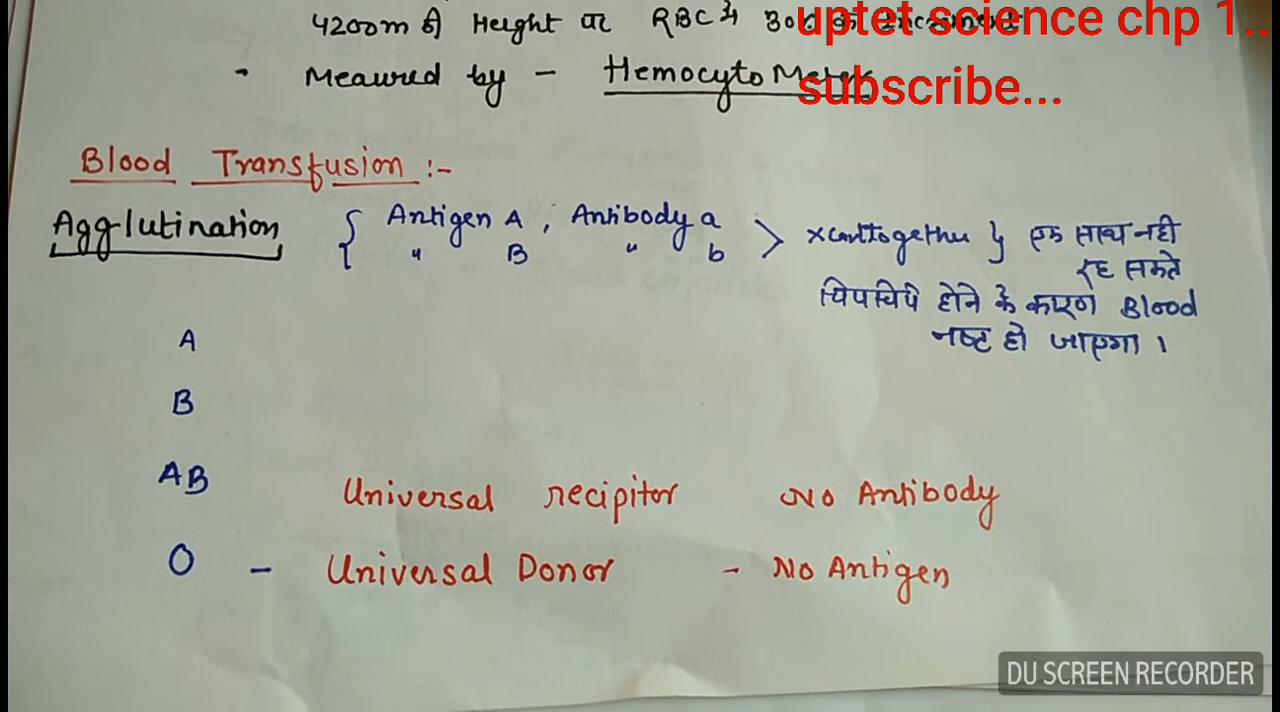 4200m की Height पर RBC में 30%
uptet science chp 1...
• Meaured by - HemocytoMeter
subscribe...
Blood Transfusion :-
Agglutination { Antigen A, Antibody a
" B " b > x canttogether } एक साथ नही
रह सकते
चिपचिपे होने के कारण Blood
नष्ट हो जाएगा ।
A
B
AB Universal recipitor No Antibody
O - Universal Donor - No Antigen
DU SCREEN RECORDER